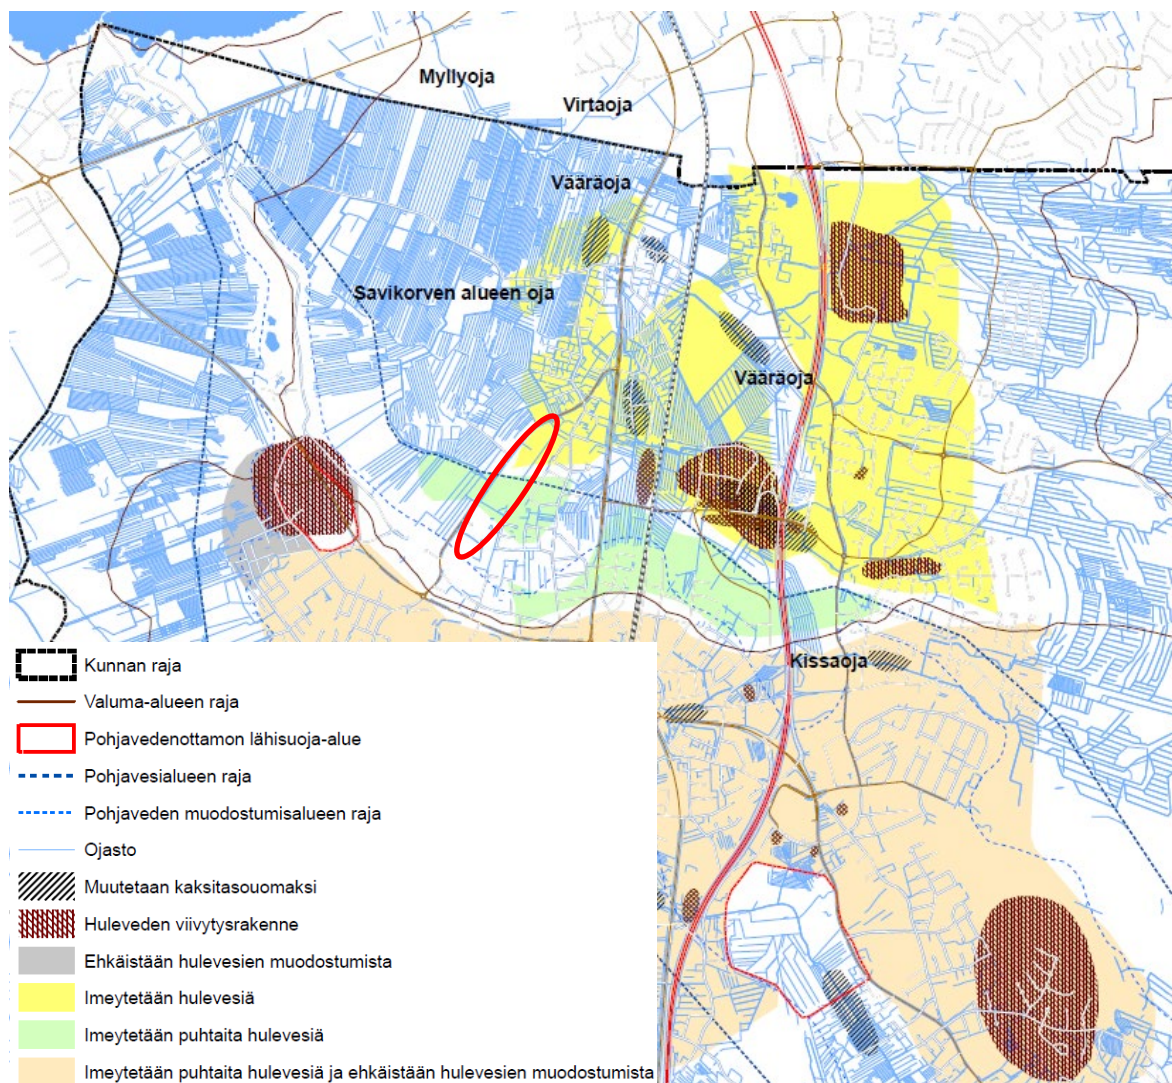 Myllyoja
Virtaoja
Vääräoja
Savikorven alueen oja
Vääräoja
Kissaoja
Kunnan raja
Valuma-alueen raja
Pohjavedenottamon lähisuoja-alue
Pohjavesialueen raja
Pohjaveden muodostumisalueen raja
Ojasto
Muutetaan kaksitasouomaksi
Huleveden viivytysrakenne
Ehkäistään hulevesien muodostumista
Imeytetään hulevesiä
Imeytetään puhtaita hulevesiä
Imeytetään puhtaita hulevesiä ja ehkäistään hulevesien muodostumista